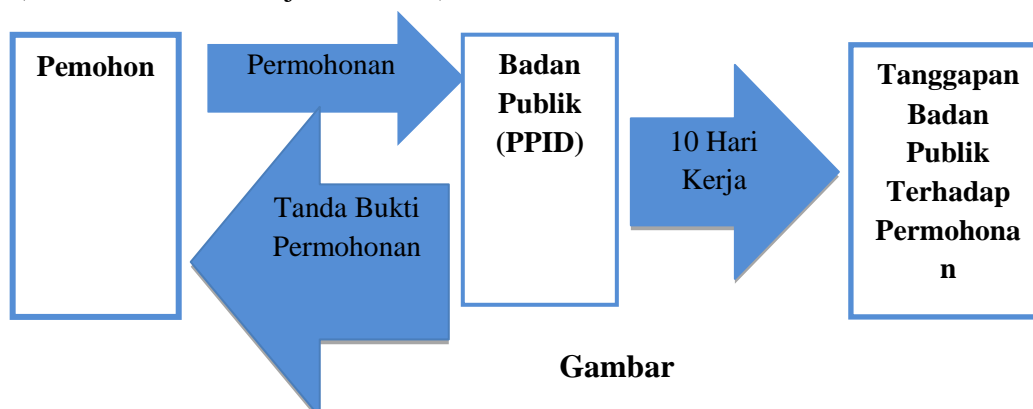 Pemohon
Permohonan
Tanda Bukti
Permohonan
Badan
Publik
(PPID)
10 Hari
Kerja
Tanggapan
Badan
Publik
Terhadap
Permohona
n
Gambar